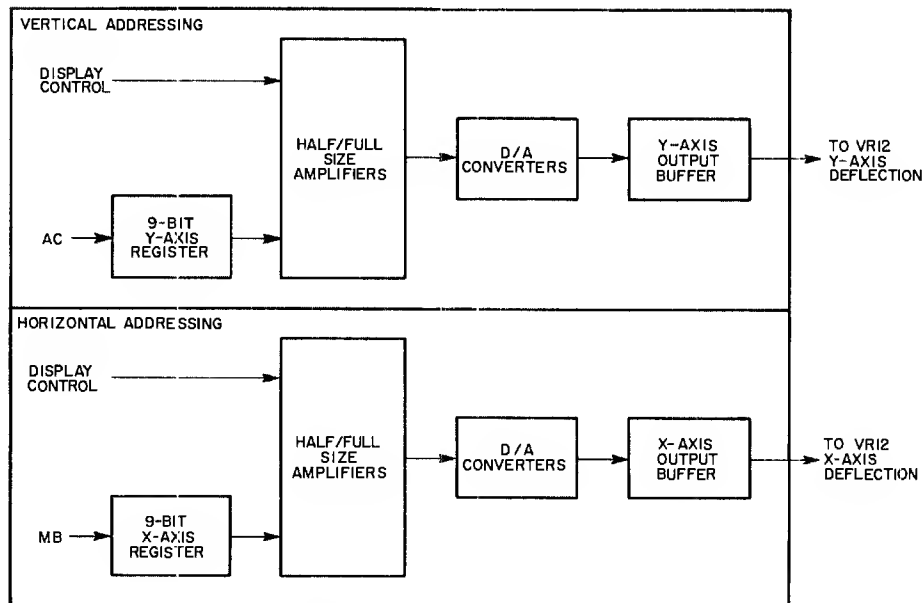 VERTICAL ADDRESSING
DISPLAY
CONTROL
HALF/FULL
SIZE
AMPLIFIERS
D/A
CONVERTERS
Y-AXIS
OUTPUT
BUFFER
TO VR12
Y-AXIS
DEFLECTION
AC
9-BIT
Y-AXIS
REGISTER
HORIZONTAL ADDRESSING
DISPLAY
CONTROL
HALF/FULL
SIZE
AMPLIFIERS
D/A
CONVERTERS
X-AXIS
OUTPUT
BUFFER
TO VR12
X-AXIS
DEFLECTION
MB
9-BIT
X-AXIS
REGISTER